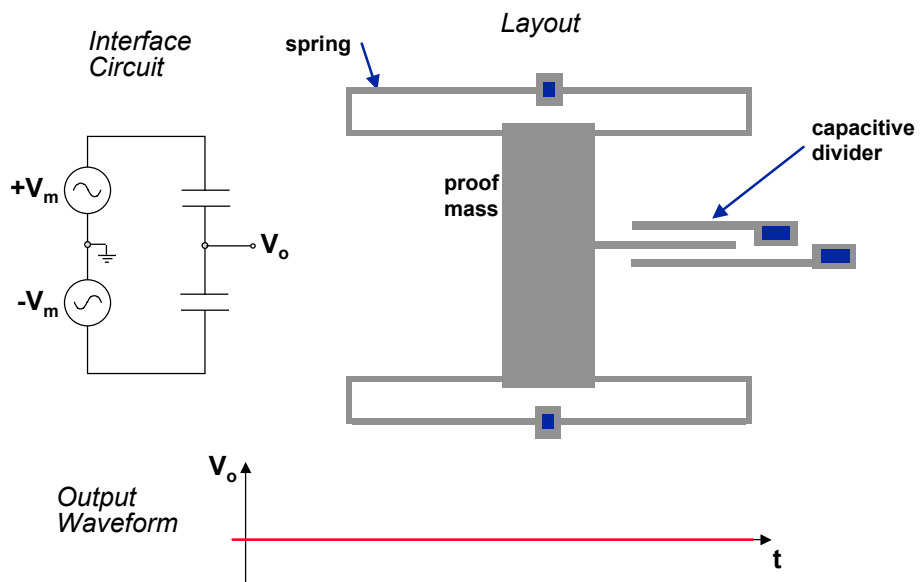 Interface
Circuit
Layout
spring
capacitive
divider
+Vm
proof
mass
Vo
-Vm
Vo
Output
Waveform
t